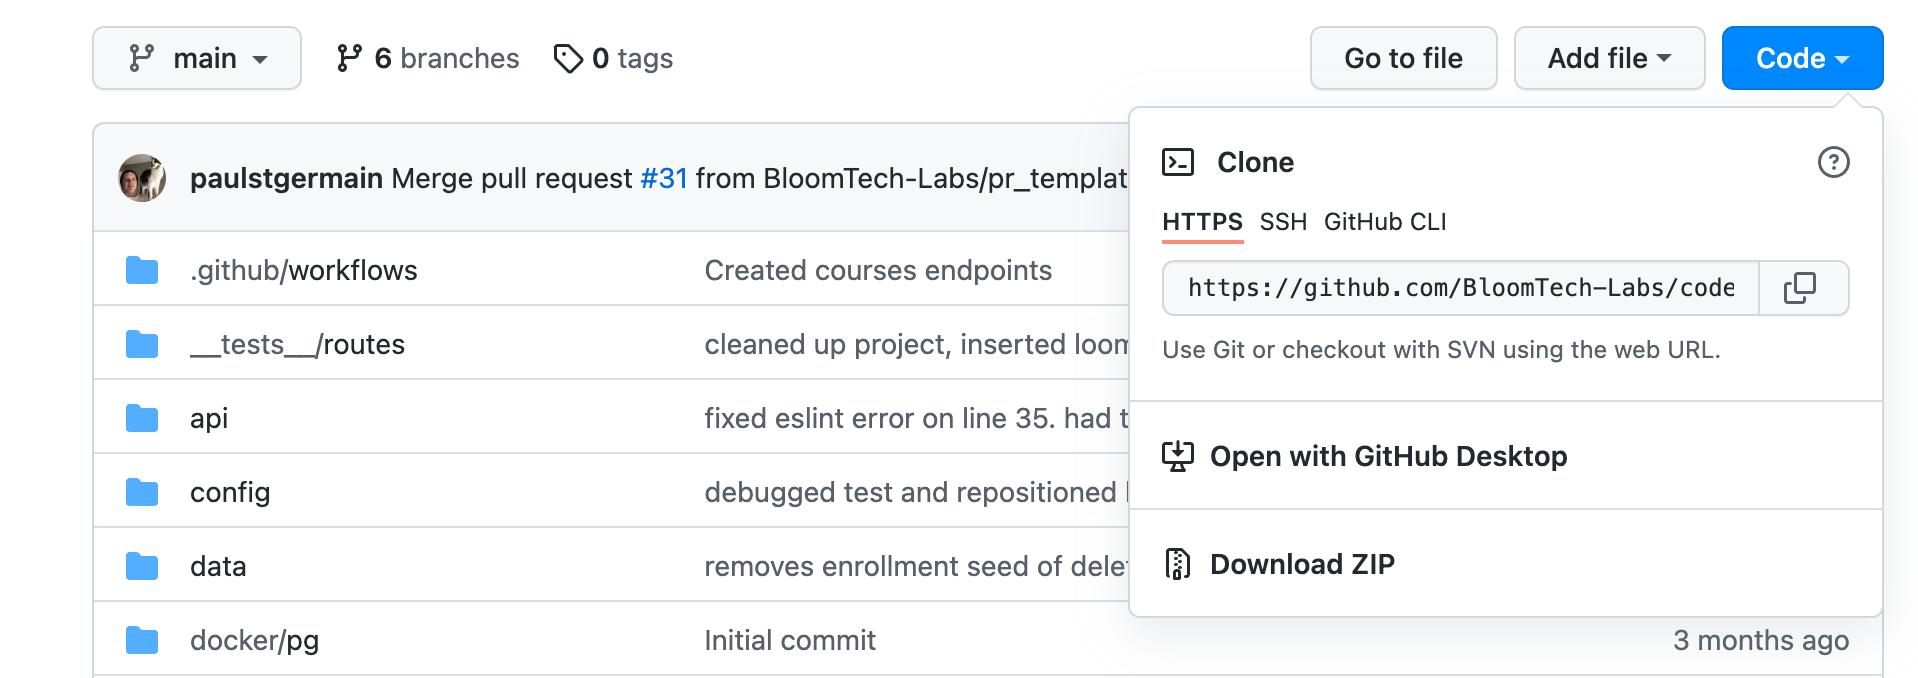 main 6 branches 0 tags Go to file Add file Code
paulstgermain Merge pull request #31 from BloomTech-Labs/pr_templat
Clone
HTTPS SSH GitHub CLI
https://github.com/BloomTech-Labs/code
Use Git or checkout with SVN using the web URL.
Open with GitHub Desktop
Download ZIP
.github/workflows Created courses endpoints
__tests__/routes cleaned up project, inserted loom
api fixed eslint error on line 35. had t
config debugged test and repositioned
data removes enrollment seed of dele
docker/pg Initial commit 3 months ago